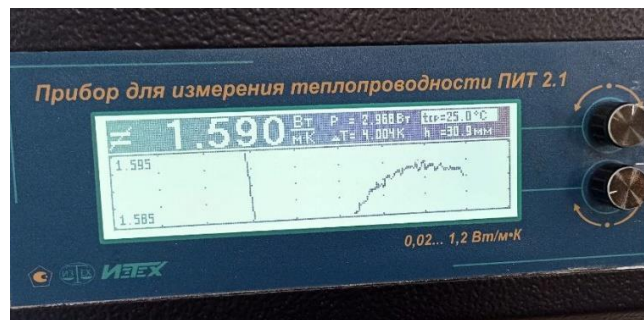 Прибор для измерения теплопроводности ПИТ 2.1
≠ 1.590 Вт/м·К P = 2.968Вт tср=25.0°C
ΔT= 4.004K h =30.9мм
1.595
1.585
0,02... 1,2 Вт/м•К
ИТЕХ